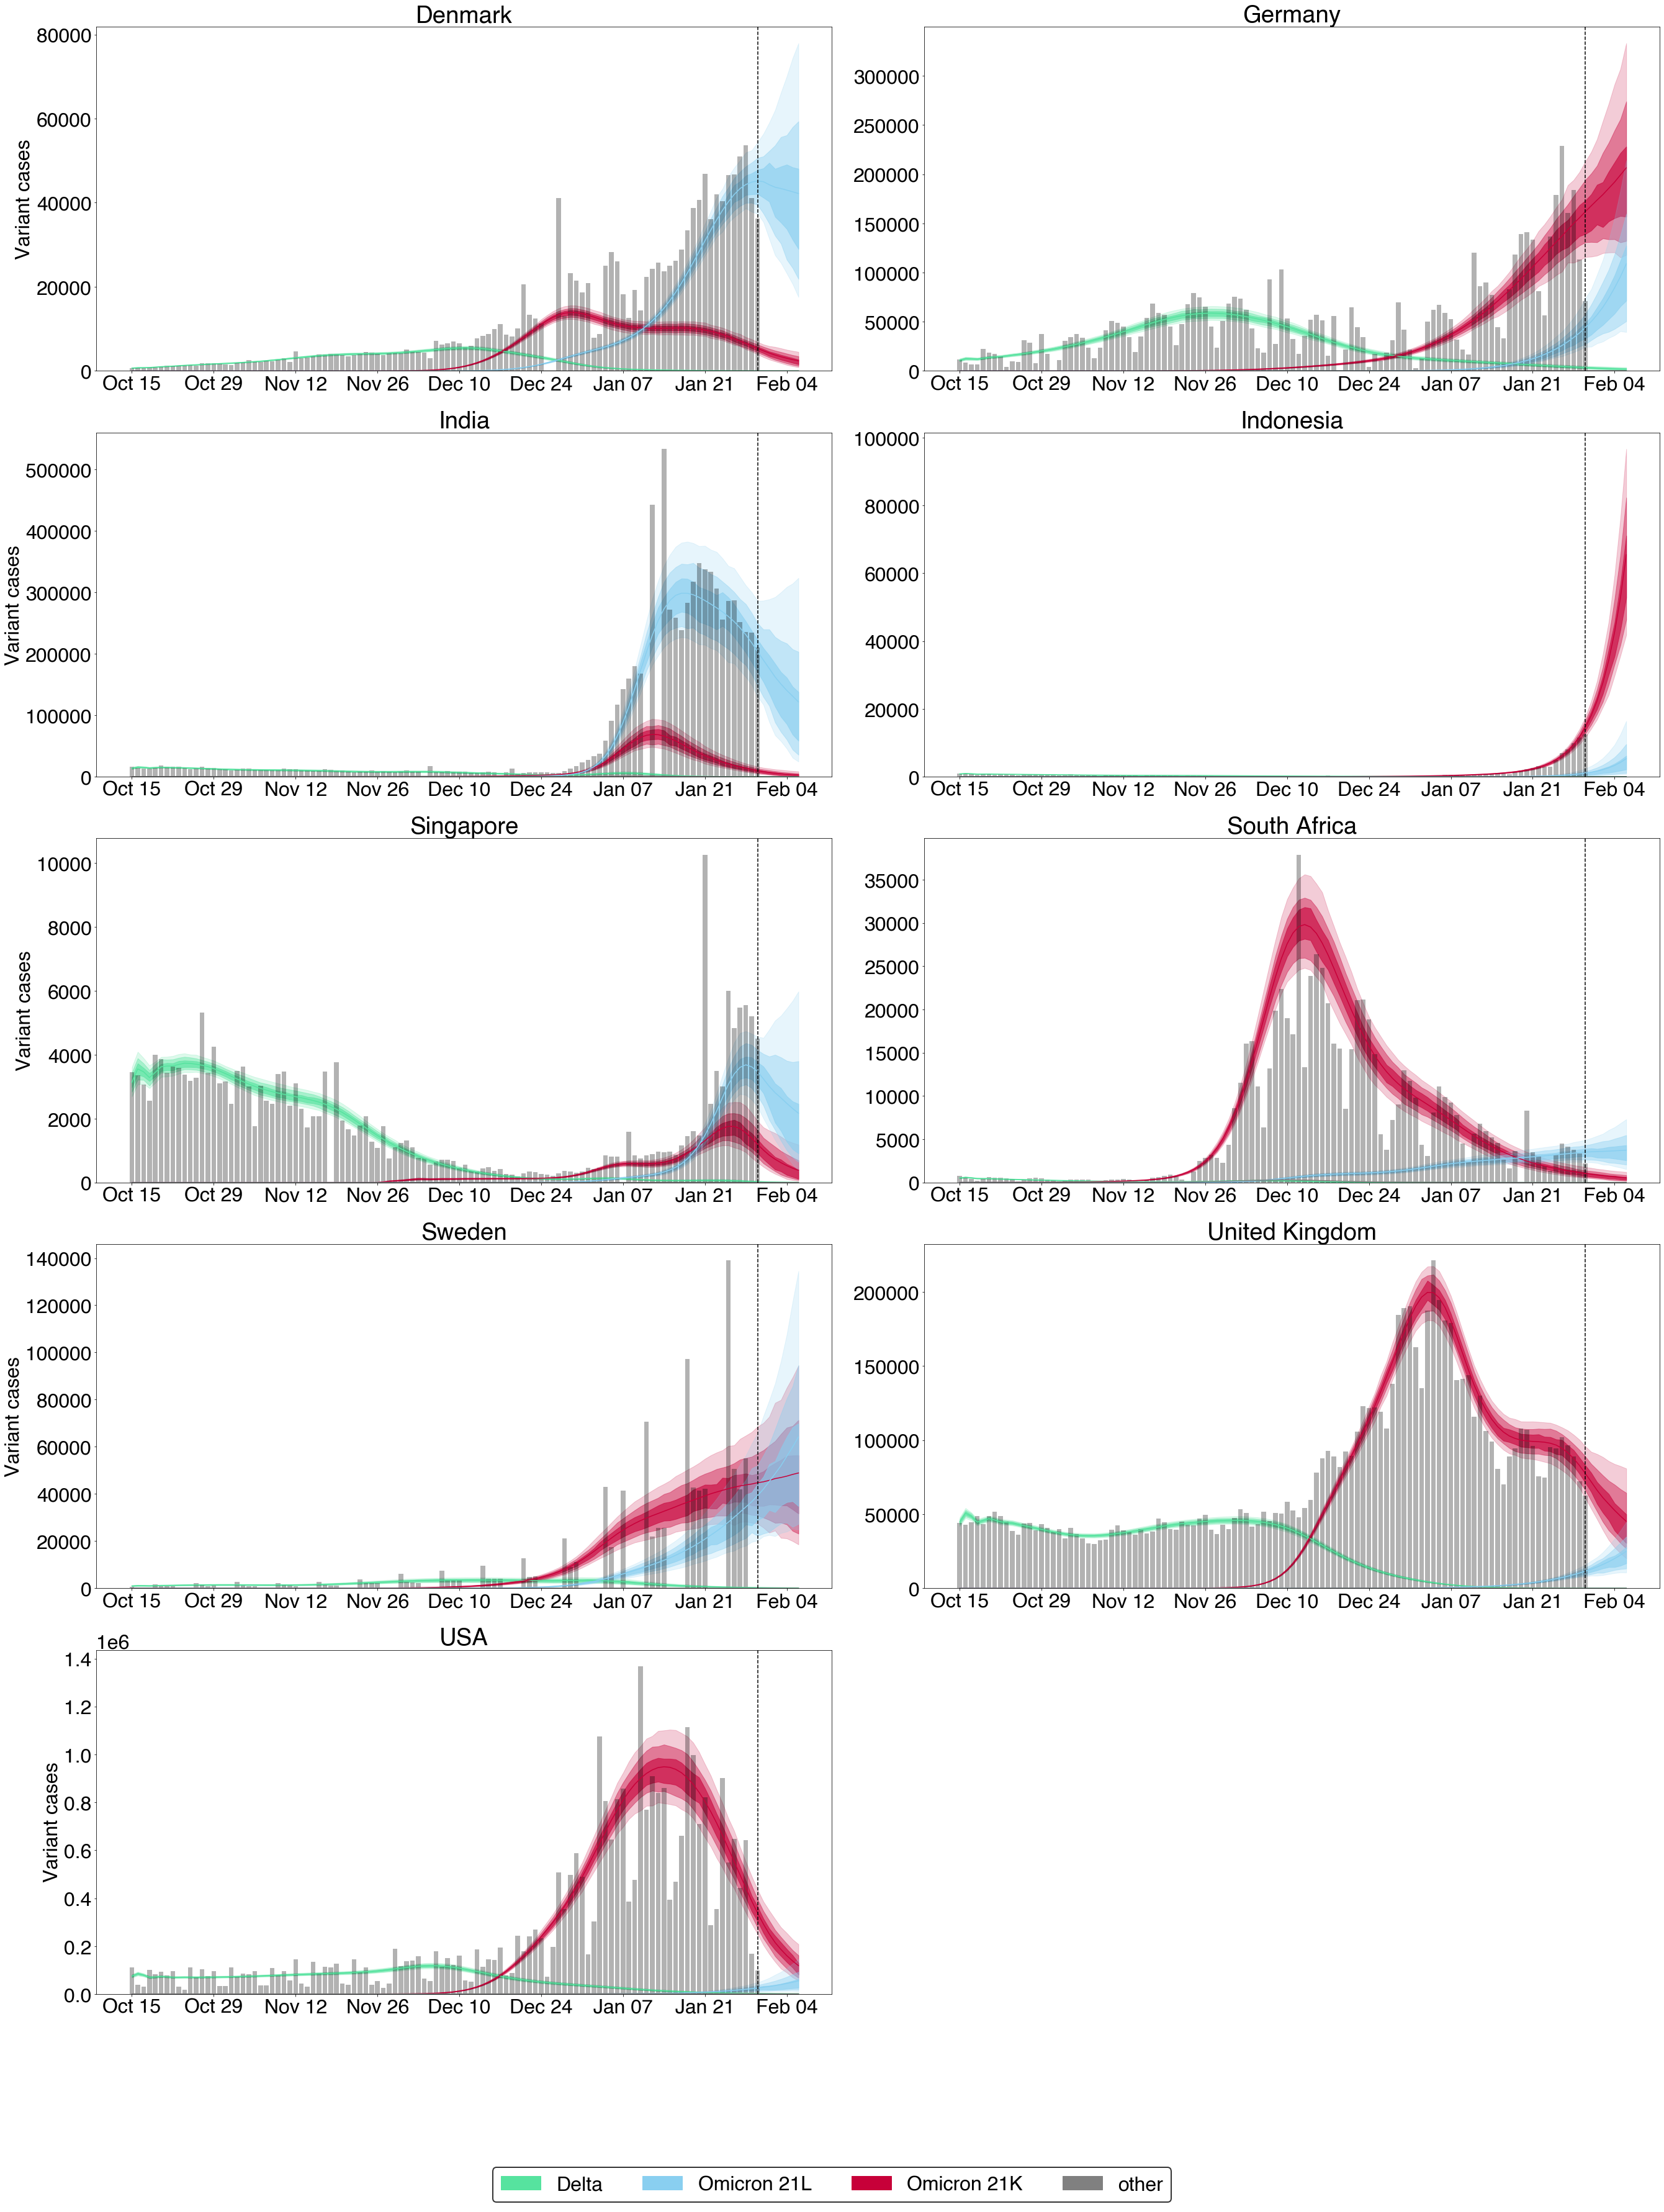 Denmark
Variant cases
80000
60000
40000
20000
0
Oct 15 Oct 29 Nov 12 Nov 26 Dec 10 Dec 24 Jan 07 Jan 21 Feb 04
Germany
300000
250000
200000
150000
100000
50000
0
Oct 15 Oct 29 Nov 12 Nov 26 Dec 10 Dec 24 Jan 07 Jan 21 Feb 04
India
Variant cases
500000
400000
300000
200000
100000
0
Oct 15 Oct 29 Nov 12 Nov 26 Dec 10 Dec 24 Jan 07 Jan 21 Feb 04
Indonesia
100000
80000
60000
40000
20000
0
Oct 15 Oct 29 Nov 12 Nov 26 Dec 10 Dec 24 Jan 07 Jan 21 Feb 04
Singapore
Variant cases
10000
8000
6000
4000
2000
0
Oct 15 Oct 29 Nov 12 Nov 26 Dec 10 Dec 24 Jan 07 Jan 21 Feb 04
South Africa
35000
30000
25000
20000
15000
10000
5000
0
Oct 15 Oct 29 Nov 12 Nov 26 Dec 10 Dec 24 Jan 07 Jan 21 Feb 04
Sweden
Variant cases
140000
120000
100000
80000
60000
40000
20000
0
Oct 15 Oct 29 Nov 12 Nov 26 Dec 10 Dec 24 Jan 07 Jan 21 Feb 04
United Kingdom
200000
150000
100000
50000
0
Oct 15 Oct 29 Nov 12 Nov 26 Dec 10 Dec 24 Jan 07 Jan 21 Feb 04
USA
1e6
Variant cases
1.4
1.2
1.0
0.8
0.6
0.4
0.2
0.0
Oct 15 Oct 29 Nov 12 Nov 26 Dec 10 Dec 24 Jan 07 Jan 21 Feb 04
Delta Omicron 21L Omicron 21K other